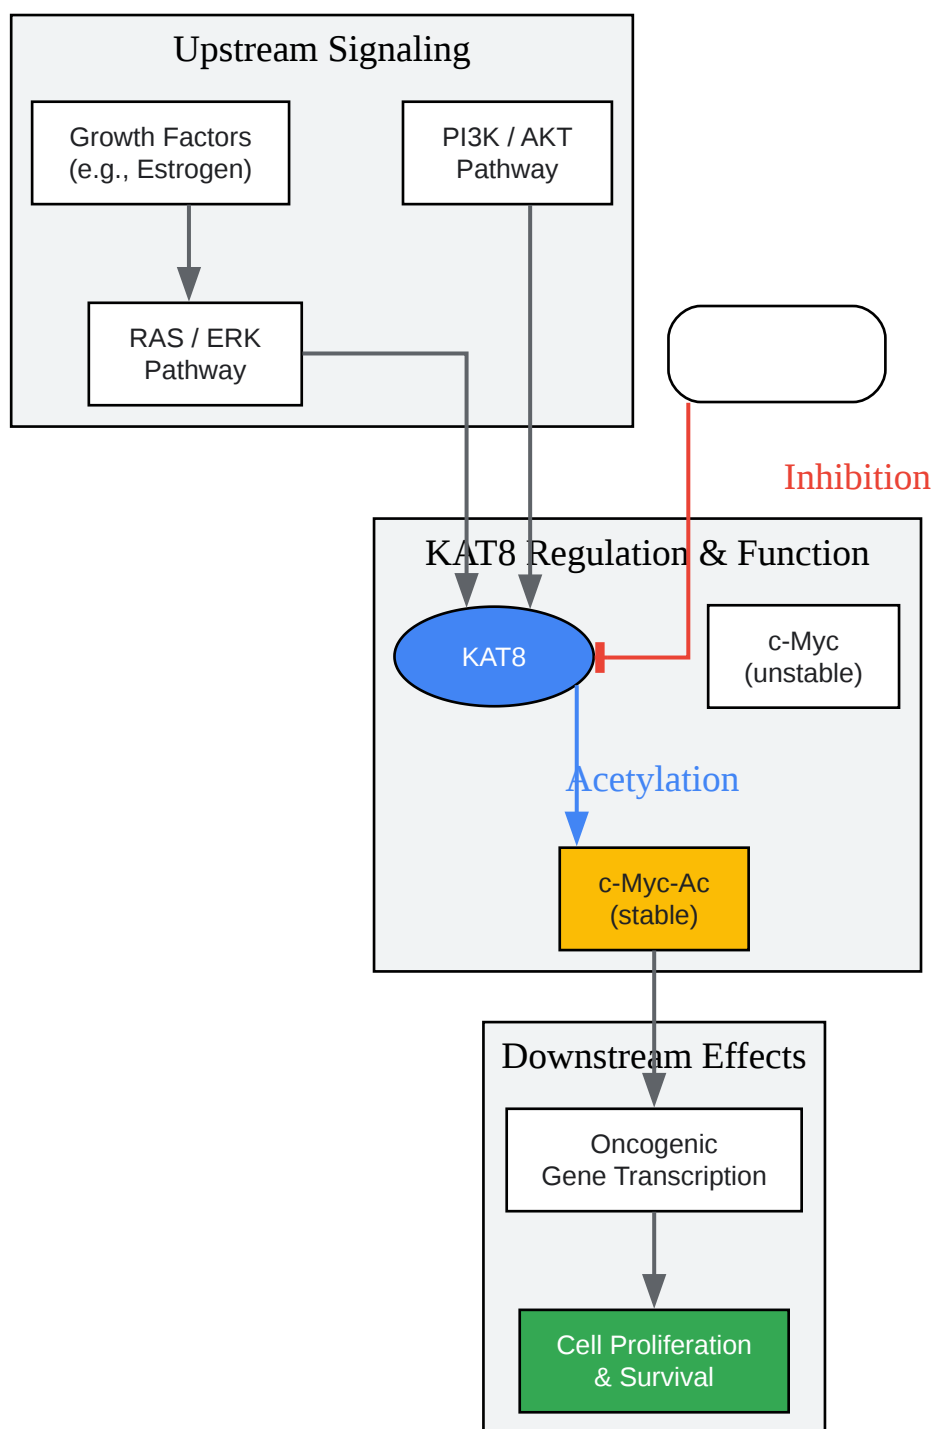 Upstream Signaling
Growth Factors
(e.g., Estrogen)
PI3K / AKT
Pathway
RAS / ERK
Pathway
Inhibition
KAT8 Regulation & Function
KAT8
c-Myc
(unstable)
Acetylation
c-Myc-Ac
(stable)
Downstream Effects
Oncogenic
Gene Transcription
Cell Proliferation
& Survival